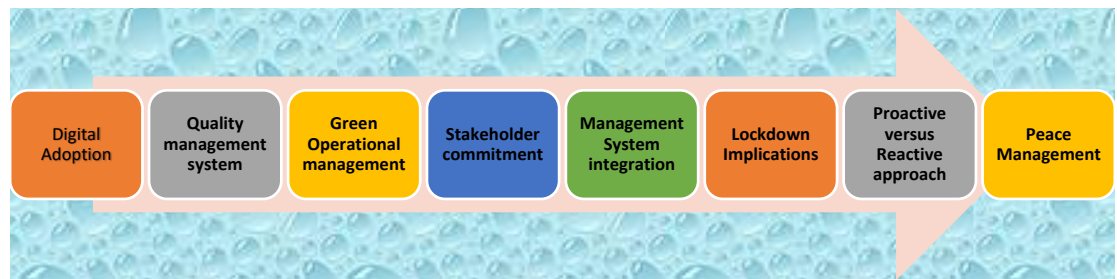 Digital
Adoption
Quality
management
system
Green
Operational
management
Stakeholder
commitment
Management
System
integration
Lockdown
Implications
Proactive
versus
Reactive
approach
Peace
Management